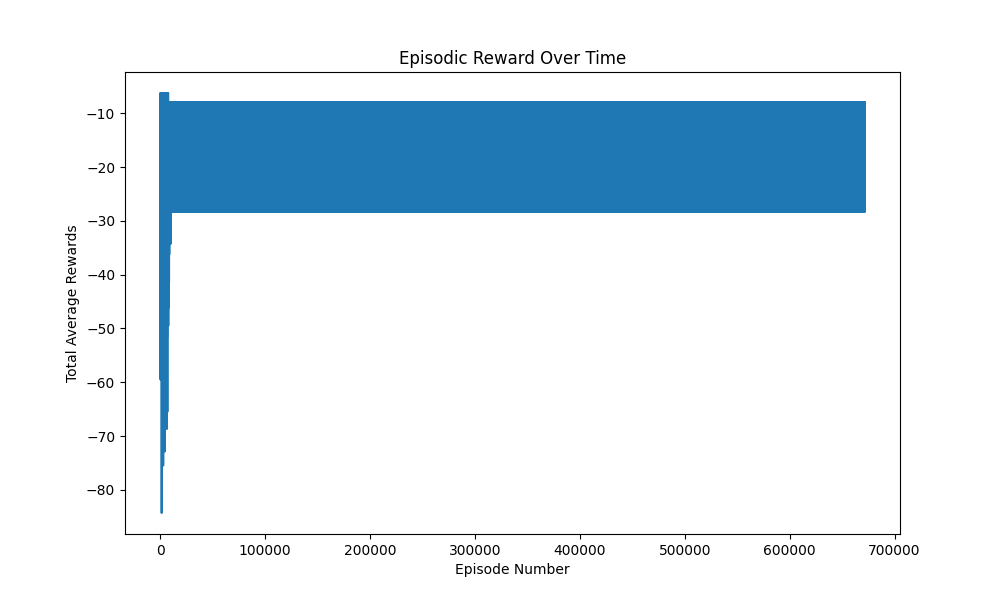 Episodic Reward Over Time
−10
−20
−30
−40
−50
−60
−70
−80
Total Average Rewards
0 100000 200000 300000 400000 500000 600000 700000
Episode Number